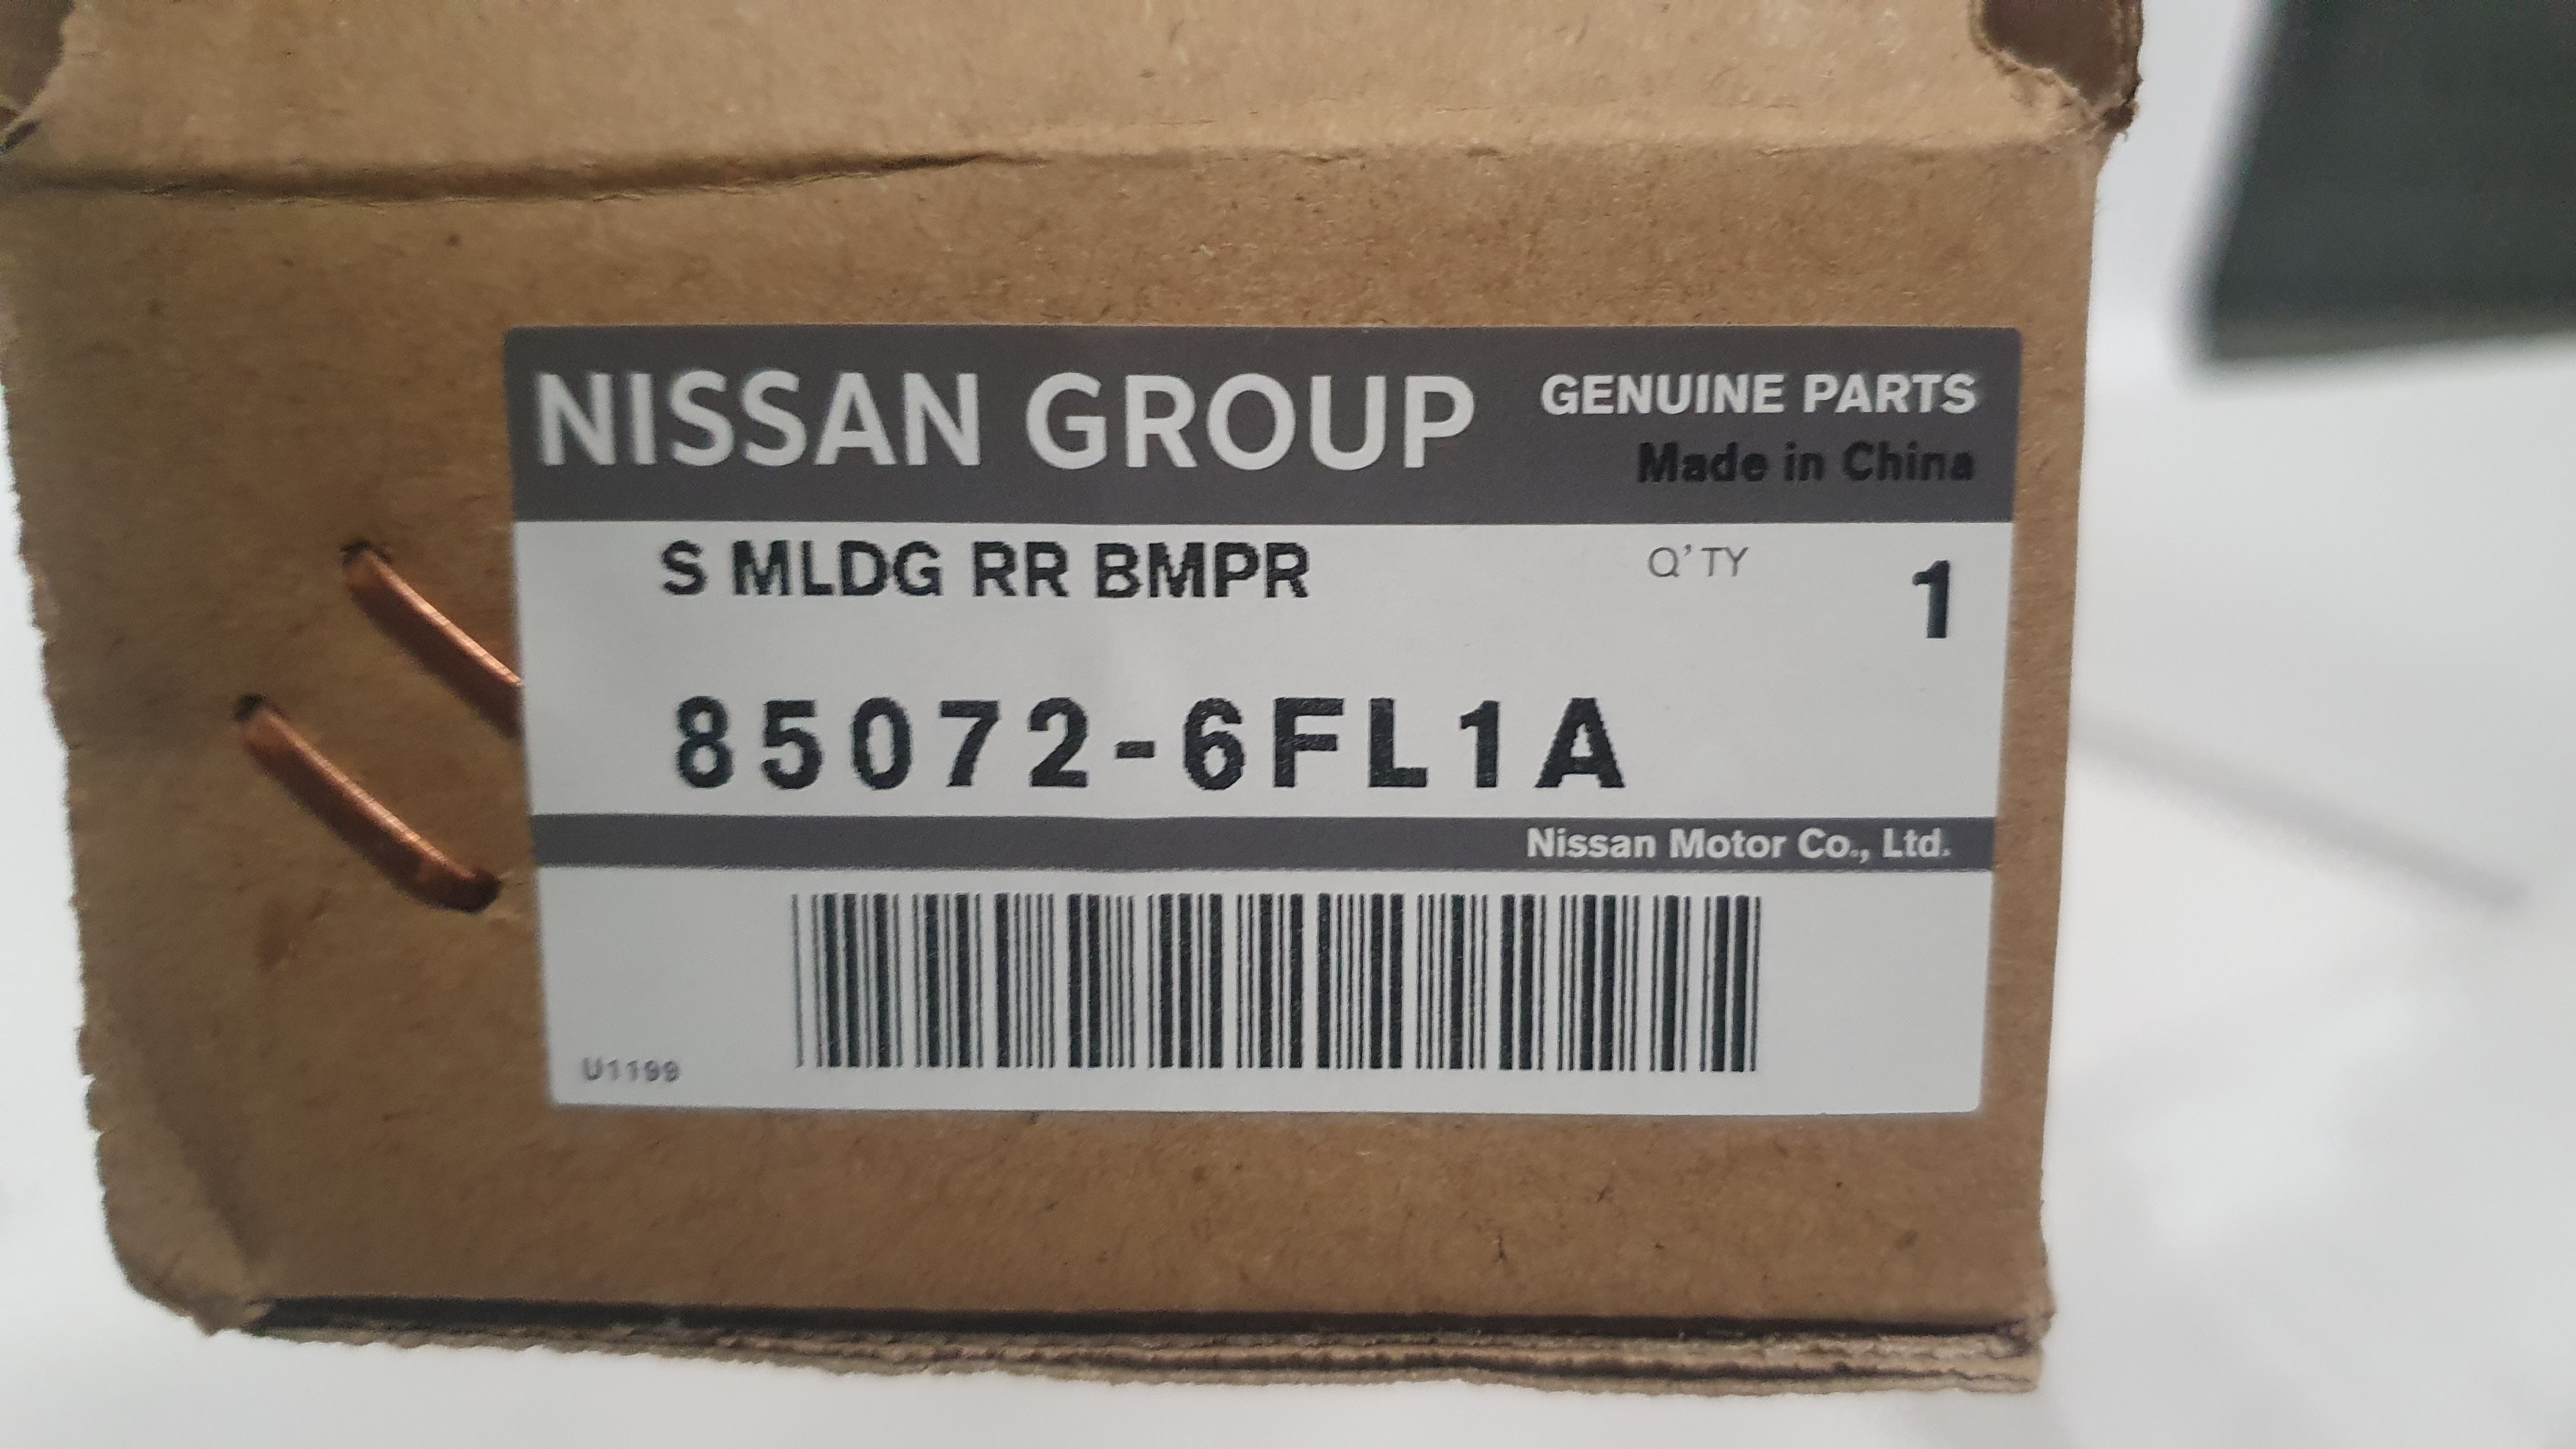 NISSAN GROUP
GENUINE PARTS
Made in China
S MLDG RR BMPR
Q'TY
1
85072-6FL1A
Nissan Motor Co., Ltd.
U1199